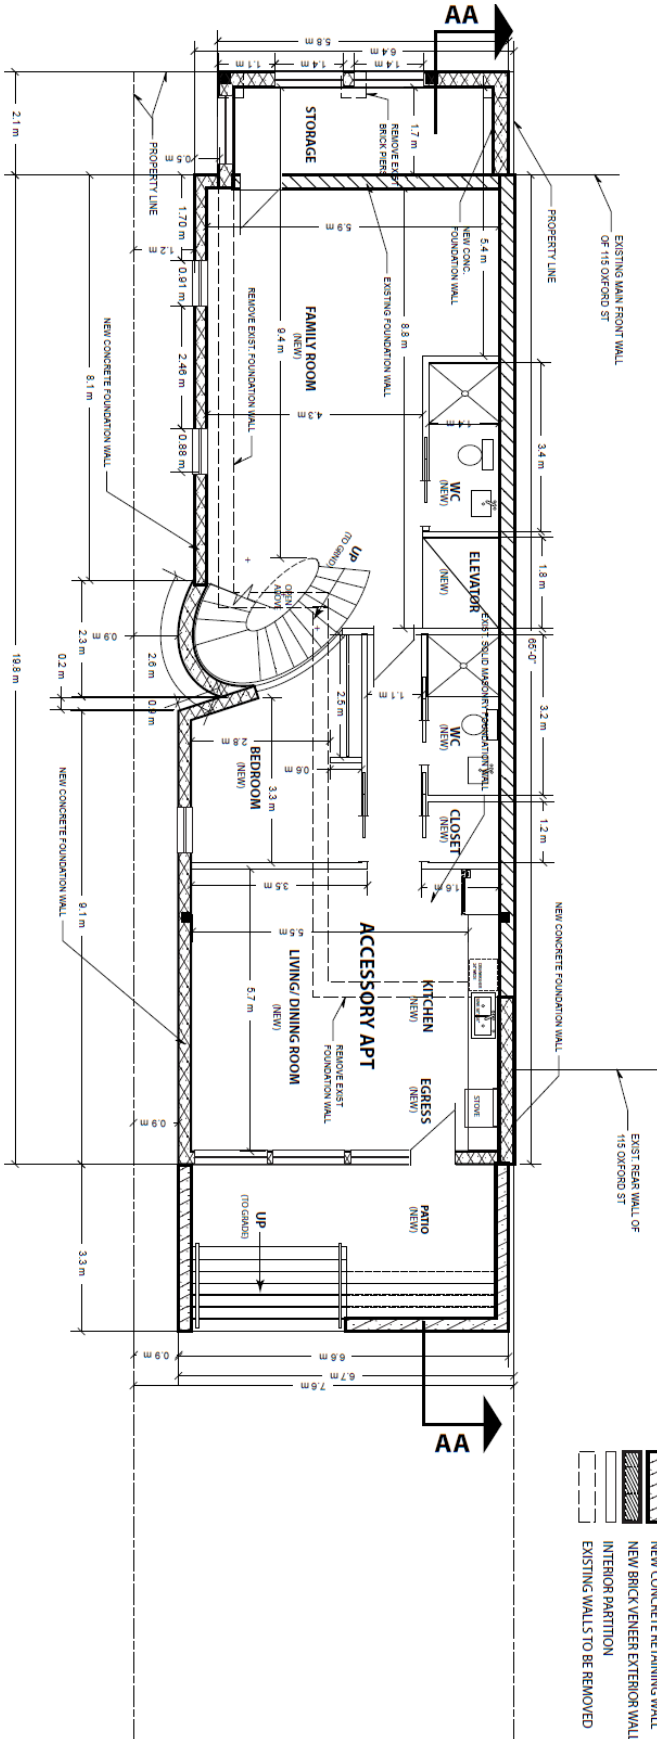 AA
5.8 m
6.4 m
1.1 m
1.4 m
1.4 m
2.1 m
PROPERTY LINE
0.5 m
STORAGE
REMOVE EXIST
BRICK PIERS
1.7 m
NEW CONC.
FOUNDATION WALL
PROPERTY LINE
EXISTING MAIN FRONT WALL
OF 115 OXFORD ST
1.70 m
1.2 m
5.9 m
5.4 m
0.91 m
REMOVE EXIST. FOUNDATION WALL
FAMILY ROOM
(NEW)
9.4 m
EXISTING FOUNDATION WALL
8.8 m
NEW CONCRETE FOUNDATION WALL
8.1 m
2.46 m
0.88 m
4.3 m
1.4 m
3.4 m
WC
(NEW)
UP
(TO GRND)
OPEN
ABOVE
ELEVATOR
(NEW)
1.8 m
EXIST. SOLID MASONRY FOUNDATION WALL
65'-0"
2.3 m
0.9 m
2.6 m
0.2 m
0.9 m
19.8 m
2.5 m
1.1 m
3.2 m
WC
(NEW)
2.8 m
BEDROOM
(NEW)
3.3 m
0.6 m
CLOSET
(NEW)
1.2 m
NEW CONCRETE FOUNDATION WALL
9.1 m
3.5 m
1.6 m
5.5 m
5.7 m
LIVING/ DINING ROOM
(NEW)
ACCESSORY APT
KITCHEN
(NEW)
NEW CONCRETE FOUNDATION WALL
REMOVE EXIST
FOUNDATION WALL
EGRESS
(NEW)
STOVE
EXIST. REAR WALL OF
115 OXFORD ST
0.9 m
UP
(TO GRADE)
PATIO
(NEW)
3.3 m
0.9 m
6.6 m
6.7 m
7.6 m
AA
NEW CONCRETE RETAINING WALL
NEW BRICK VENEER EXTERIOR WALL
INTERIOR PARTITION
EXISTING WALLS TO BE REMOVED